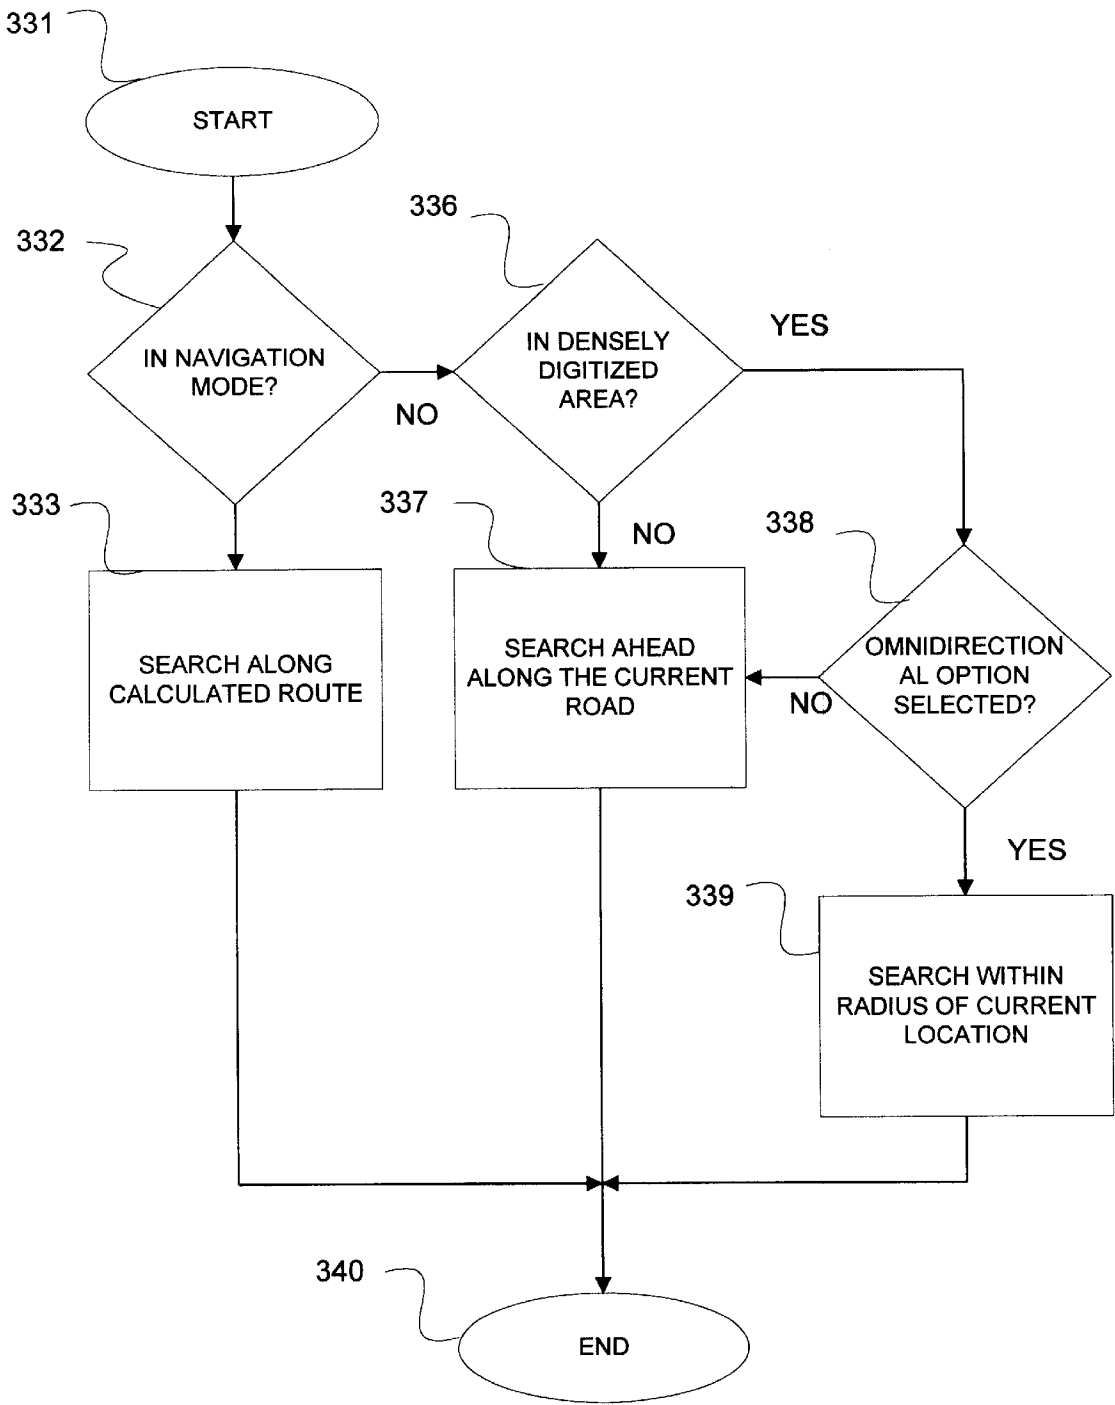 331
START
332
IN NAVIGATION
MODE?
NO
336
IN DENSELY
DIGITIZED
AREA?
YES
333
SEARCH ALONG
CALCULATED ROUTE
337
NO
SEARCH AHEAD
ALONG THE CURRENT
ROAD
338
OMNIDIRECTION
AL OPTION
SELECTED?
NO
YES
339
SEARCH WITHIN
RADIUS OF CURRENT
LOCATION
340
END